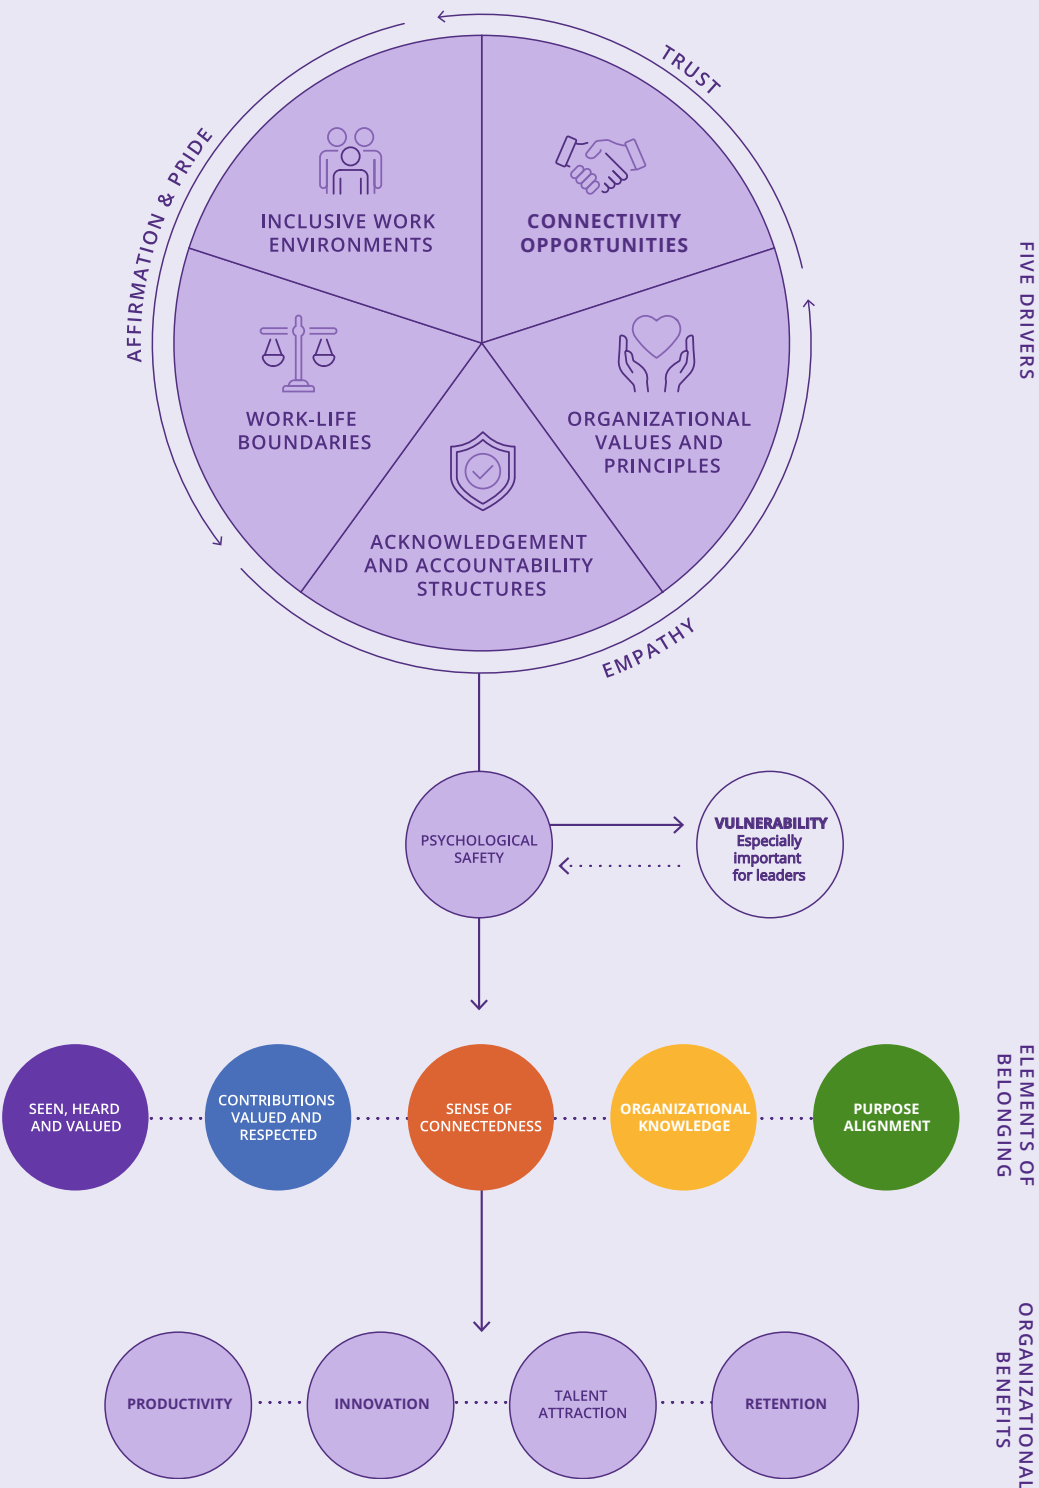 TRUST
AFFIRMATION & PRIDE
INCLUSIVE WORK
ENVIRONMENTS
CONNECTIVITY
OPPORTUNITIES
FIVE DRIVERS
WORK-LIFE
BOUNDARIES
ORGANIZATIONAL
VALUES AND
PRINCIPLES
ACKNOWLEDGEMENT
AND ACCOUNTABILITY
STRUCTURES
EMPATHY
PSYCHOLOGICAL
SAFETY
VULNERABILITY
Especially
important
for leaders
SEEN, HEARD
AND VALUED
CONTRIBUTIONS
VALUED AND
RESPECTED
SENSE OF
CONNECTEDNESS
ORGANIZATIONAL
KNOWLEDGE
PURPOSE
ALIGNMENT
ELEMENTS OF
BELONGING
PRODUCTIVITY
INNOVATION
TALENT
ATTRACTION
RETENTION
ORGANIZATIONAL
BENEFITS